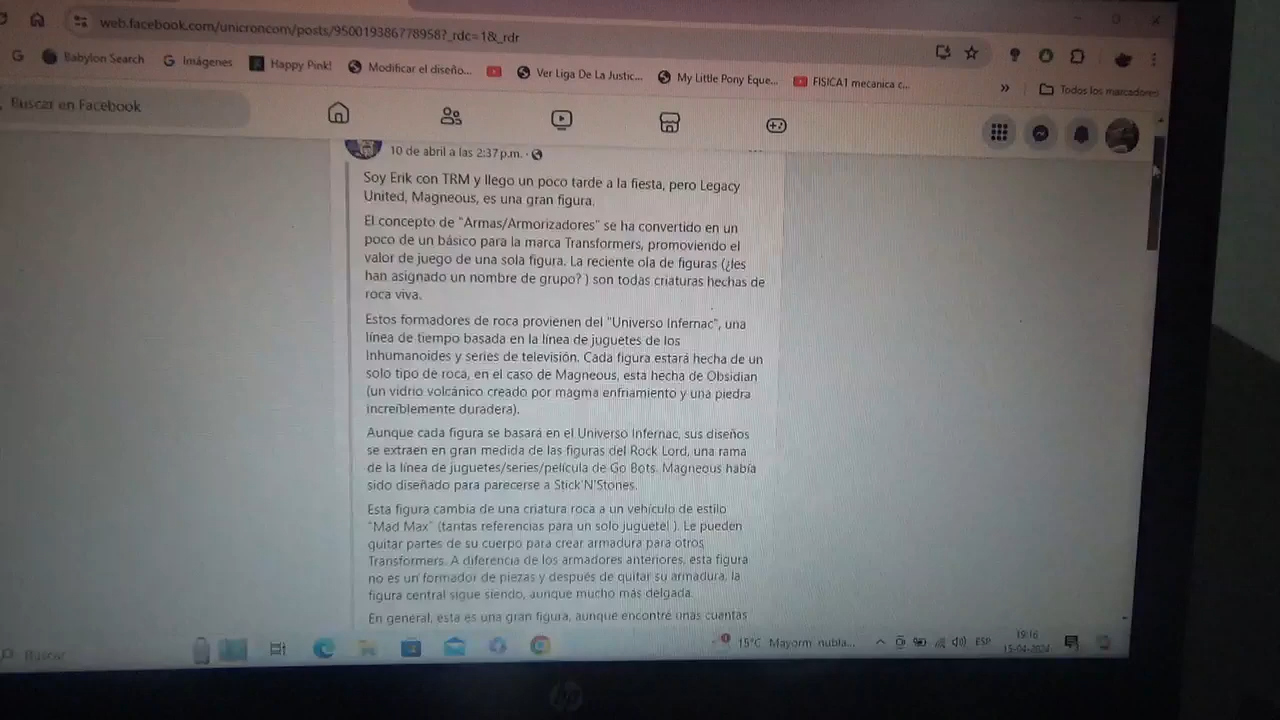 web.facebook.com/unicroncom/posts/950019386778958?_rdc=1&_rdr
G Babylon Search Imágenes Happy Pink! Modificar el diseño... Ver Liga De La Justic... My Little Pony Eque... FISICA1 mecanica c... » Todos los marcadores
Buscar en Facebook
10 de abril a las 2:37 p.m. ·
Soy Erik con TRM y llego un poco tarde a la fiesta, pero Legacy
United, Magneous, es una gran figura.
El concepto de "Armas/Armorizadores" se ha convertido en un
poco de un básico para la marca Transformers, promoviendo el
valor de juego de una sola figura. La reciente ola de figuras (¿les
han asignado un nombre de grupo? ) son todas criaturas hechas de
roca viva.
Estos formadores de roca provienen del "Universo Infernac", una
línea de tiempo basada en la línea de juguetes de los
Inhumanoides y series de televisión. Cada figura estará hecha de un
solo tipo de roca, en el caso de Magneous, está hecha de Obsidian
(un vidrio volcánico creado por magma enfriamiento y una piedra
increíblemente duradera).
Aunque cada figura se basará en el Universo Infernac, sus diseños
se extraen en gran medida de las figuras del Rock Lord, una rama
de la línea de juguetes/series/película de Go Bots. Magneous había
sido diseñado para parecerse a Stick'N'Stones.
Esta figura cambia de una criatura roca a un vehículo de estilo
"Mad Max" (tantas referencias para un solo juguete! ). Le pueden
quitar partes de su cuerpo para crear armadura para otros
Transformers. A diferencia de los armadores anteriores, esta figura
no es un formador de piezas y después de quitar su armadura, la
figura central sigue siendo, aunque mucho más delgada.
En general, esta es una gran figura, aunque encontré unas cuantas
Buscar
15°C Mayorm. nubla... ESP 19:16
15-04-2024
hp